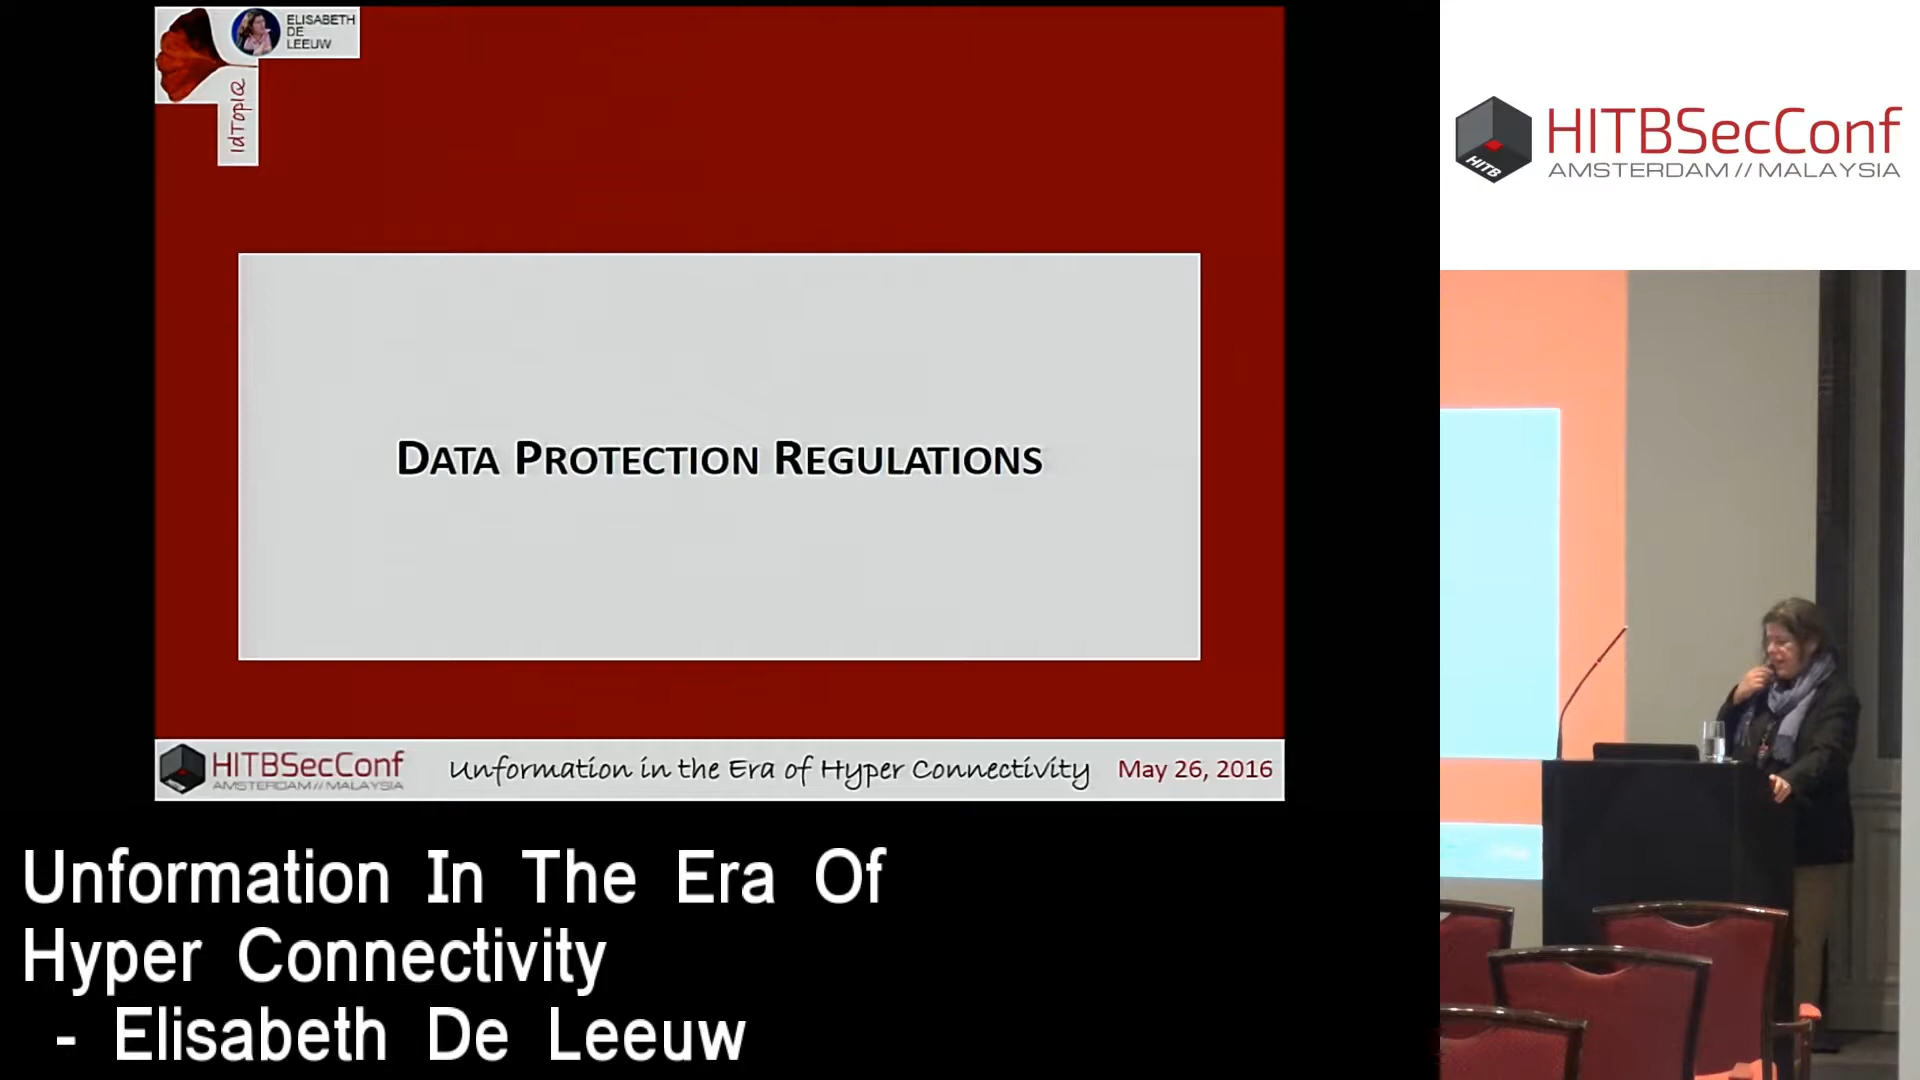 ELISABETH
DE
LEEUW
IdTopIQ
DATA PROTECTION REGULATIONS
HITBSecConf
AMSTERDAM // MALAYSIA
Unformation in the Era of Hyper Connectivity
May 26, 2016
Unformation In The Era Of
Hyper Connectivity
- Elisabeth De Leeuw
HITB
HITBSecConf
AMSTERDAM // MALAYSIA